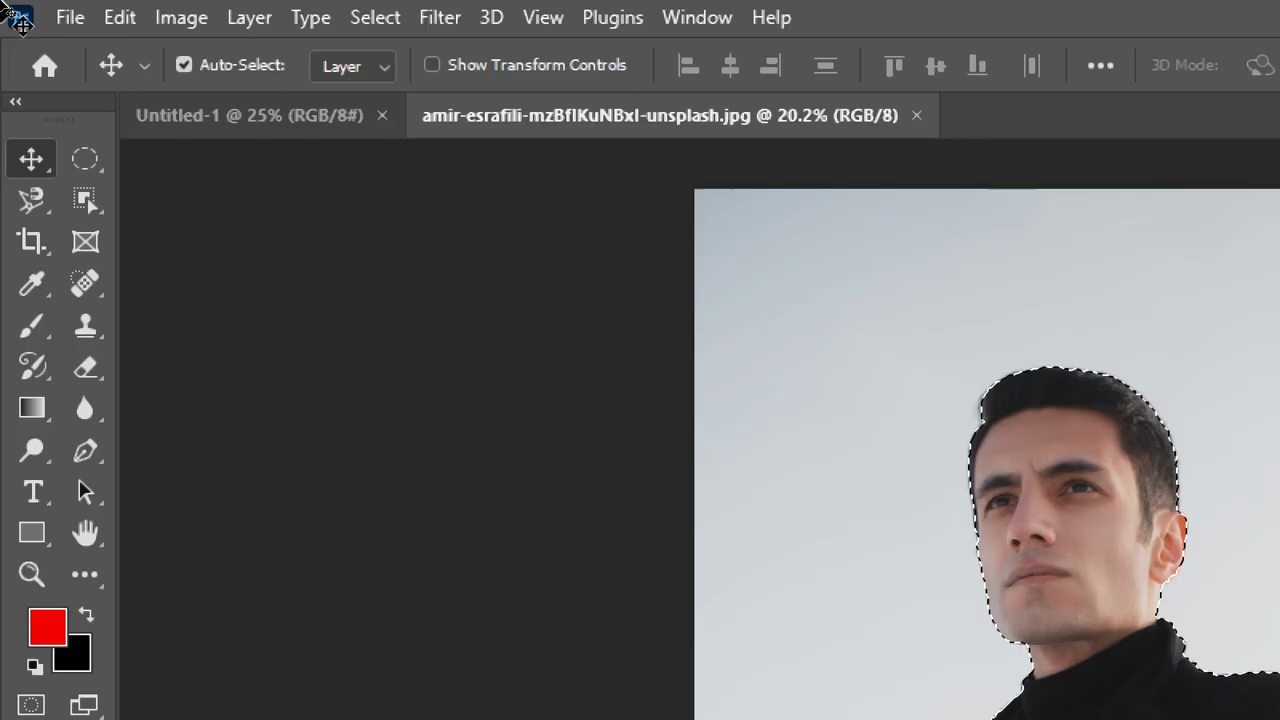 File Edit Image Layer Type Select Filter 3D View Plugins Window Help
Auto-Select: Layer Show Transform Controls 3D Mode:
Untitled-1 @ 25% (RGB/8#) × amir-esrafili-mzBflKuNBxI-unsplash.jpg @ 20.2% (RGB/8) ×